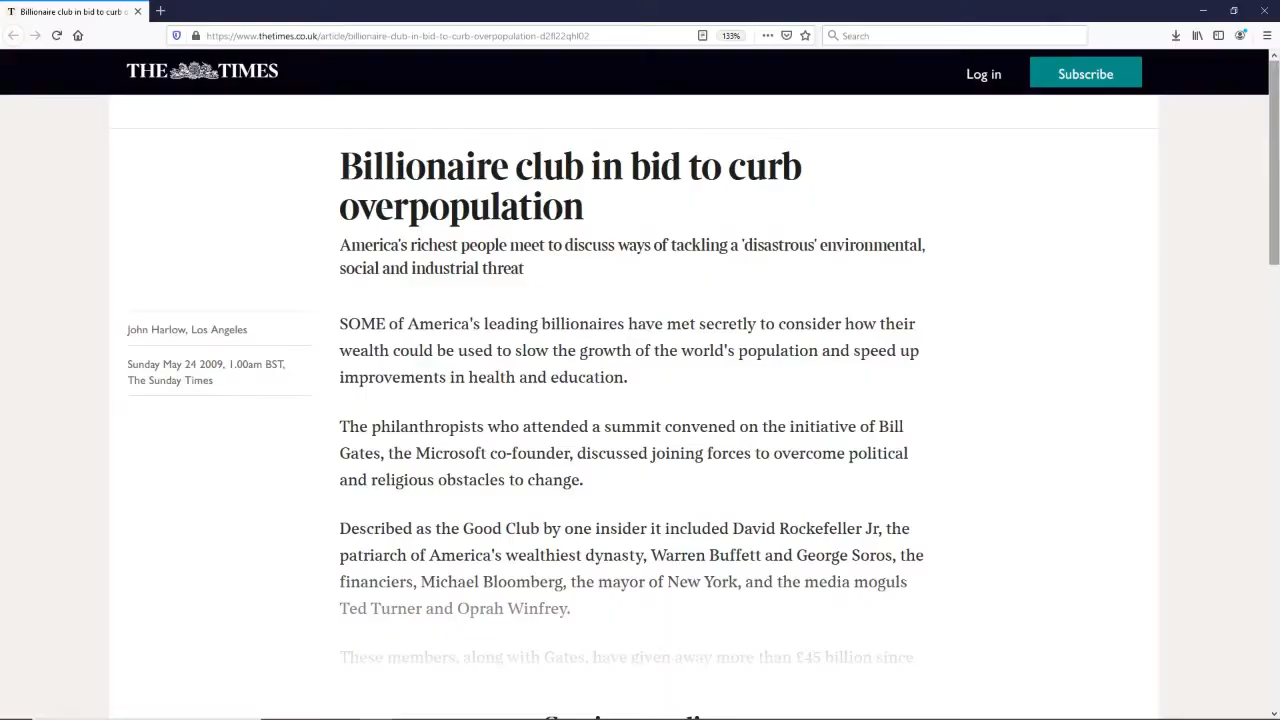 Billionaire club in bid to curb o
https://www.thetimes.co.uk/article/billionaire-club-in-bid-to-curb-overpopulation-d2fl22qhl02
133%
Search
THE TIMES
Log in
Subscribe
Billionaire club in bid to curb
overpopulation
America's richest people meet to discuss ways of tackling a 'disastrous' environmental,
social and industrial threat
John Harlow, Los Angeles
Sunday May 24 2009, 1.00am BST,
The Sunday Times
SOME of America's leading billionaires have met secretly to consider how their
wealth could be used to slow the growth of the world's population and speed up
improvements in health and education.
The philanthropists who attended a summit convened on the initiative of Bill
Gates, the Microsoft co-founder, discussed joining forces to overcome political
and religious obstacles to change.
Described as the Good Club by one insider it included David Rockefeller Jr, the
patriarch of America's wealthiest dynasty, Warren Buffett and George Soros, the
financiers, Michael Bloomberg, the mayor of New York, and the media moguls
Ted Turner and Oprah Winfrey.
These members, along with Gates, have given away more than £45 billion since